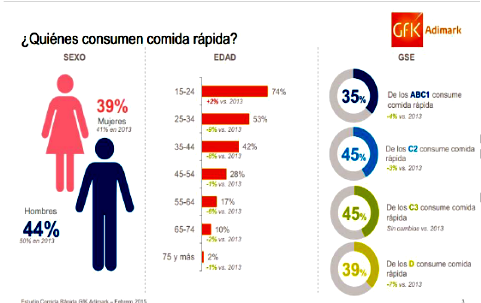 GfK Adimark
¿Quiénes consumen comida rápida?
SEXO
39%
Mujeres
41% en 2013
Hombres
44%
50% en 2013
EDAD
15-24 74%
+2% vs. 2013
25-34 53%
vs. 2013
35-44 42%
vs. 2013
45-54 28%
-1% vs. 2013
55-64 17%
vs. 2013
65-74 10%
-2% vs. 2013
75 y más 2%
-1% vs. 2013
GSE
35%
De los ABC1 consume
comida rápida
-4% vs. 2013
45%
De los C2 consume comida
rápida
-3% vs. 2013
45%
De los C3 consume comida
rápida
Sin cambios vs. 2013
39%
De los D consume comida
rápida
-7% vs. 2013
Estudio Comida Rápida GfK Adimark – Febrero 2015